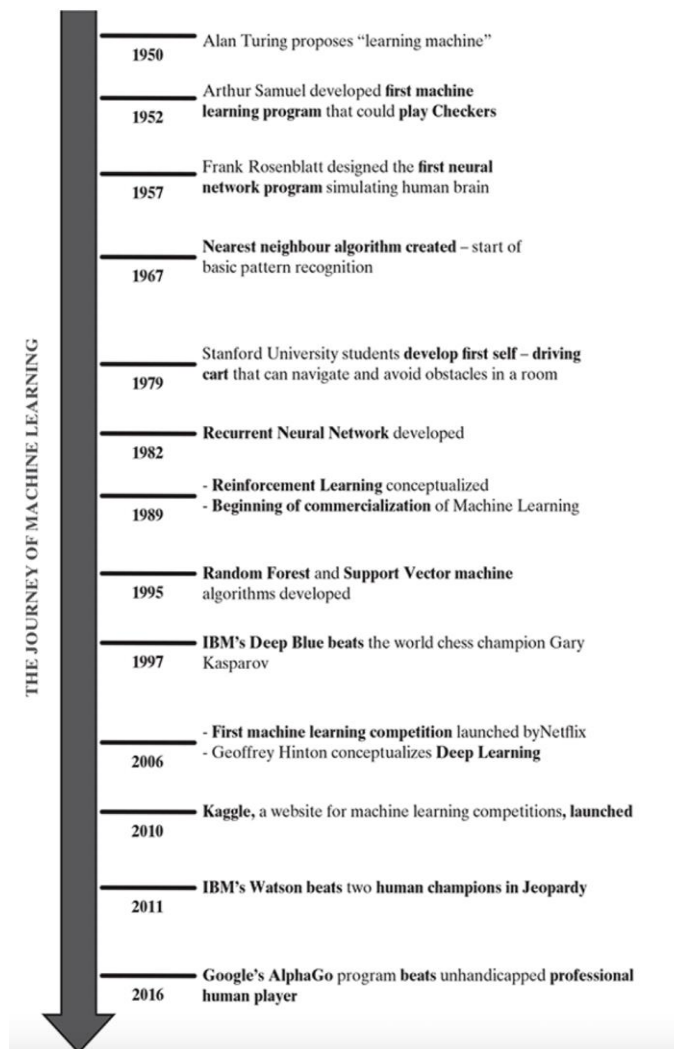 THE JOURNEY OF MACHINE LEARNING
1950
Alan Turing proposes “learning machine”
1952
Arthur Samuel developed first machine
learning program that could play Checkers
1957
Frank Rosenblatt designed the first neural
network program simulating human brain
1967
Nearest neighbour algorithm created – start of
basic pattern recognition
1979
Stanford University students develop first self – driving
cart that can navigate and avoid obstacles in a room
1982
Recurrent Neural Network developed
1989
- Reinforcement Learning conceptualized
- Beginning of commercialization of Machine Learning
1995
Random Forest and Support Vector machine
algorithms developed
1997
IBM’s Deep Blue beats the world chess champion Gary
Kasparov
2006
- First machine learning competition launched byNetflix
- Geoffrey Hinton conceptualizes Deep Learning
2010
Kaggle, a website for machine learning competitions, launched
2011
IBM’s Watson beats two human champions in Jeopardy
2016
Google’s AlphaGo program beats unhandicapped professional
human player